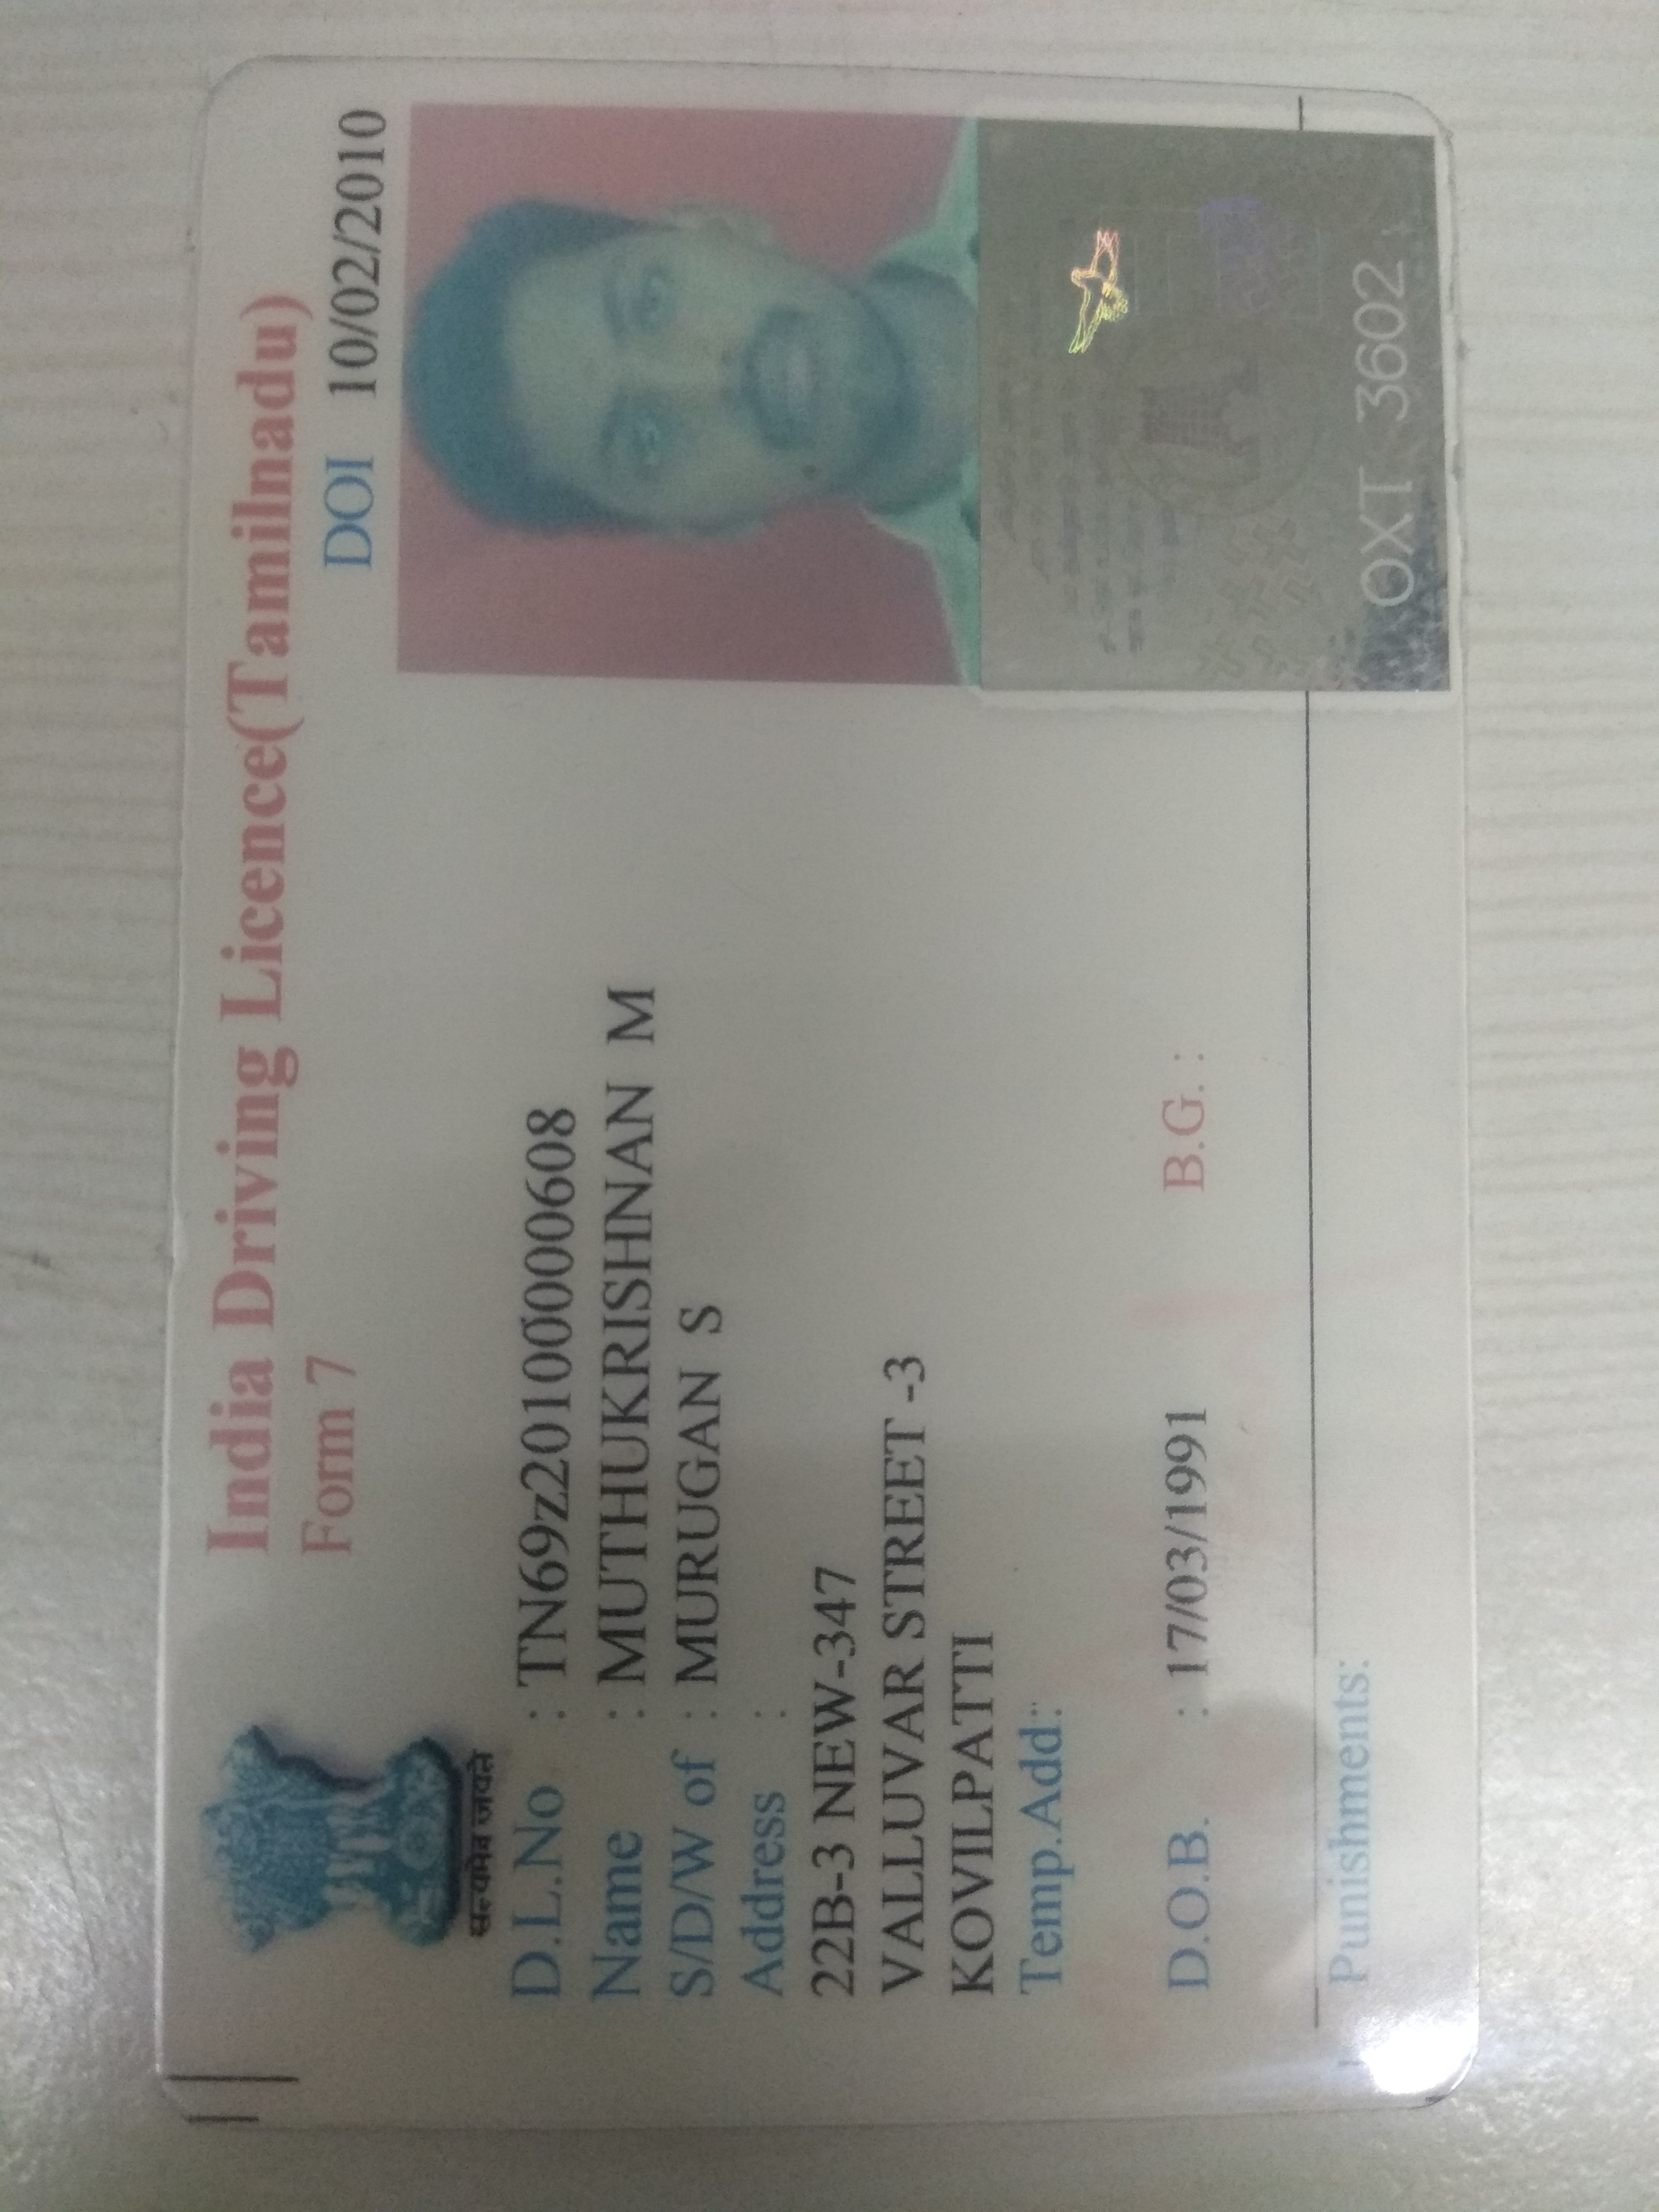 India Driving Licence(Tamilnadu)
Form 7
DOI 10/02/2010
सत्यमेव जयते
D.L.No : TN69z20100000608
Name : MUTHUKRISHNAN M
S/D/W of : MURUGAN S
Address :
22B-3 NEW-347
VALLUVAR STREET -3
KOVILPATTI
Temp.Add:
D.O.B. : 17/03/1991 B.G. :
Punishments:
OXT 3602